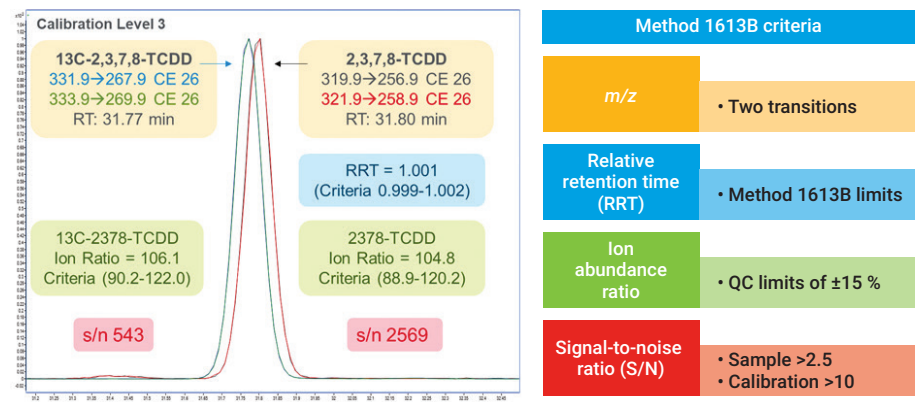 Calibration Level 3
13C-2,3,7,8-TCDD
331.9→267.9 CE 26
333.9→269.9 CE 26
RT: 31.77 min
2,3,7,8-TCDD
319.9→256.9 CE 26
321.9→258.9 CE 26
RT: 31.80 min
RRT = 1.001
(Criteria 0.999-1.002)
13C-2378-TCDD
Ion Ratio = 106.1
Criteria (90.2-122.0)
2378-TCDD
Ion Ratio = 104.8
Criteria (88.9-120.2)
s/n 543
s/n 2569
Method 1613B criteria
m/z
• Two transitions
Relative
retention time
(RRT)
• Method 1613B limits
Ion
abundance
ratio
• QC limits of ±15 %
Signal-to-noise
ratio (S/N)
• Sample >2.5
• Calibration >10